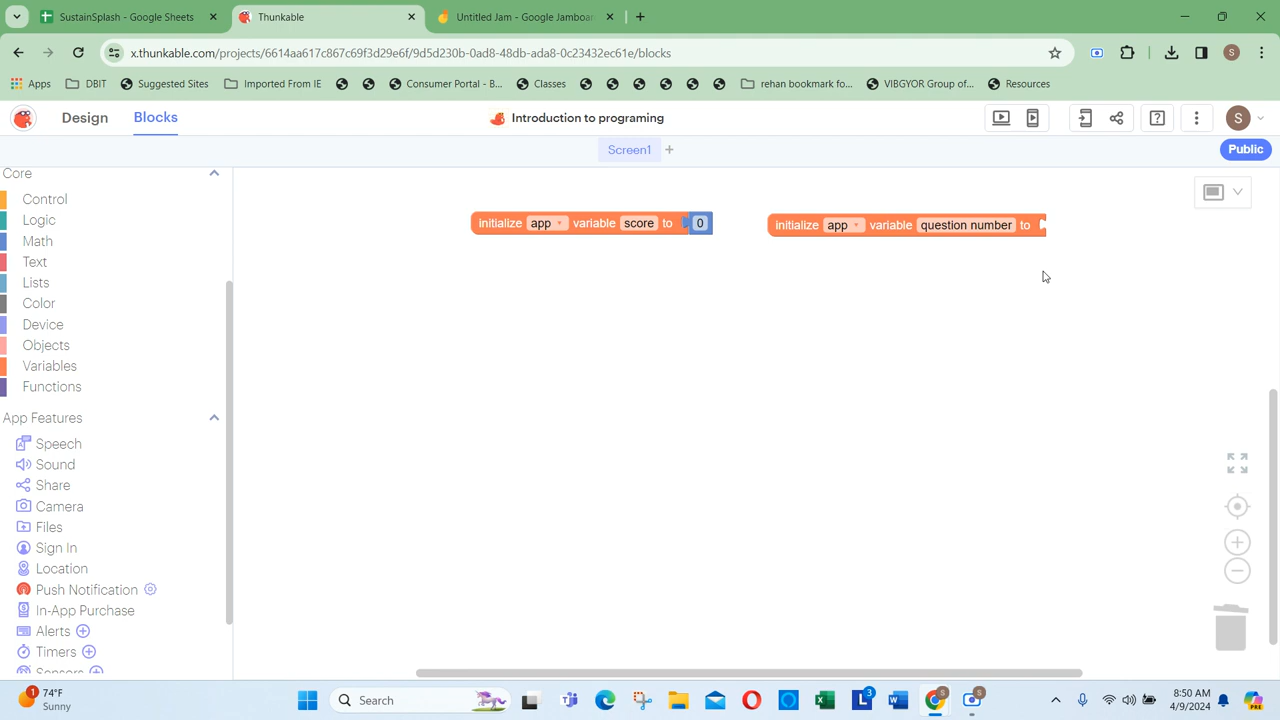 SustainSplash - Google Sheets
Thunkable
Untitled Jam - Google Jamboar
x.thunkable.com/projects/6614aa617c867c69f3d29e6f/9d5d230b-0ad8-48db-ada8-0c23432ec61e/blocks
S
Apps
DBIT
Suggested Sites
Imported From IE
Consumer Portal - B...
Classes
rehan bookmark fo...
VIBGYOR Group of...
Resources
Design
Blocks
Introduction to programing
S
Screen1
Public
Core
Control
Logic
Math
Text
Lists
Color
Device
Objects
Variables
Functions
App Features
Speech
Sound
Share
Camera
Files
Sign In
Location
Push Notification
In-App Purchase
Alerts
Timers
Sensors
initialize app variable score to 0
initialize app variable question number to
1
74°F
Sunny
Search
3
S
S
8:50 AM
4/9/2024
PRE